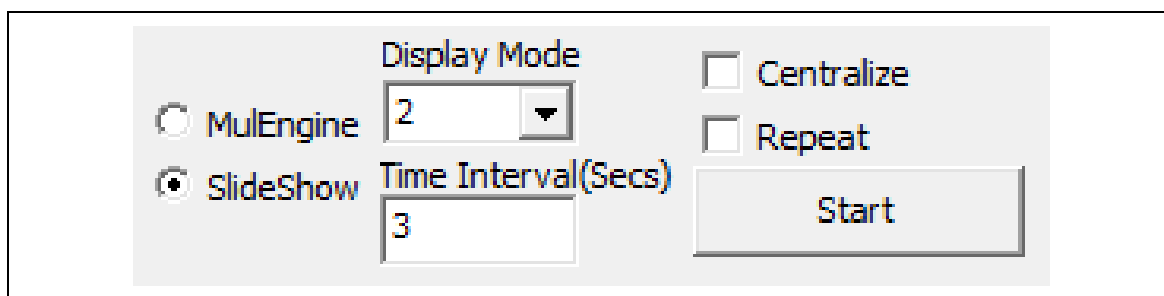 MulEngine
SlideShow
Display Mode
2
Time Interval(Secs)
3
Centralize
Repeat
Start